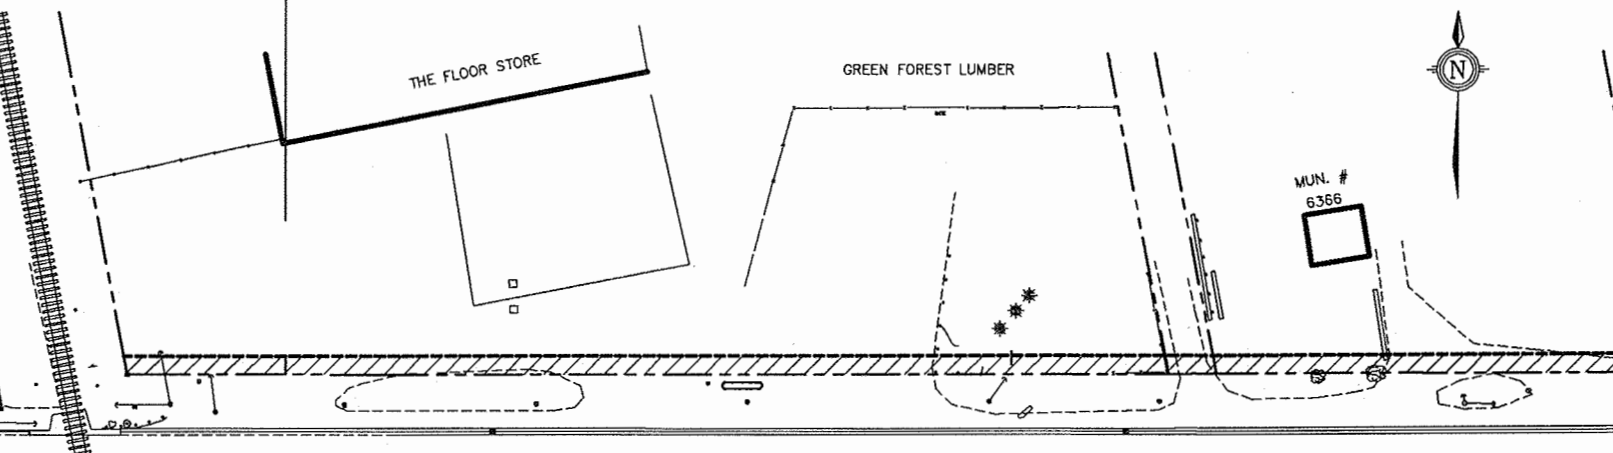 THE FLOOR STORE
GREEN FOREST LUMBER
N
MUN. #
6366